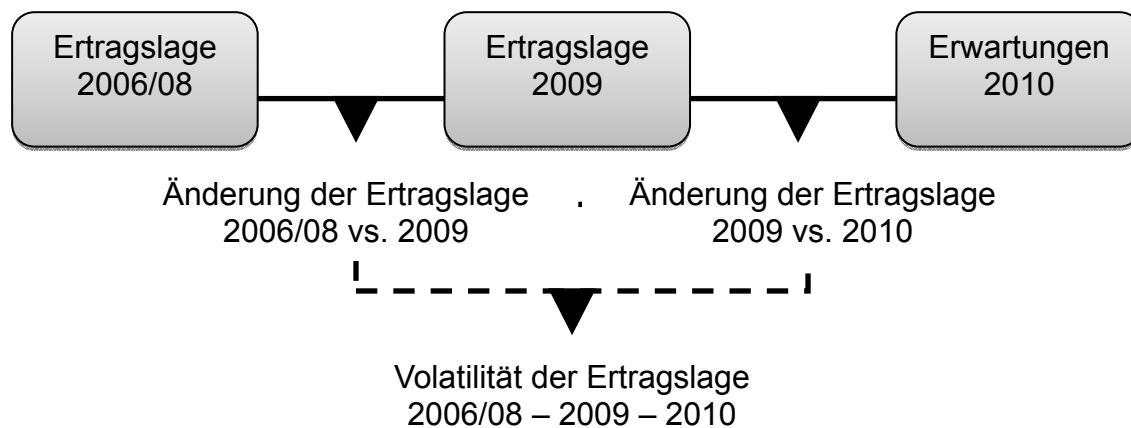 Ertragslage
2006/08
Ertragslage
2009
Erwartungen
2010
Änderung der Ertragslage
2006/08 vs. 2009
.
Änderung der Ertragslage
2009 vs. 2010
Volatilität der Ertragslage
2006/08 – 2009 – 2010